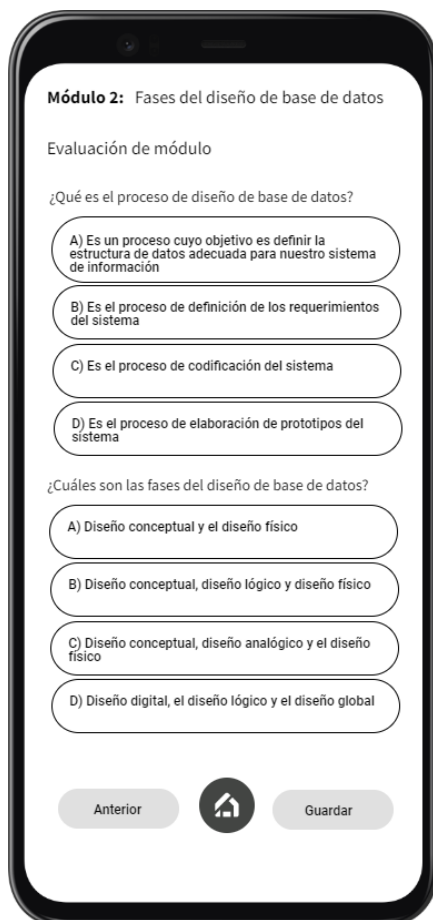 Módulo 2: Fases del diseño de base de datos
Evaluación de módulo
¿Qué es el proceso de diseño de base de datos?
A) Es un proceso cuyo objetivo es definir la
estructura de datos adecuada para nuestro sistema
de información
B) Es el proceso de definición de los requerimientos
del sistema
C) Es el proceso de codificación del sistema
D) Es el proceso de elaboración de prototipos del
sistema
¿Cuáles son las fases del diseño de base de datos?
A) Diseño conceptual y el diseño físico
B) Diseño conceptual, diseño lógico y diseño físico
C) Diseño conceptual, diseño analógico y el diseño
físico
D) Diseño digital, el diseño lógico y el diseño global
Anterior
Guardar